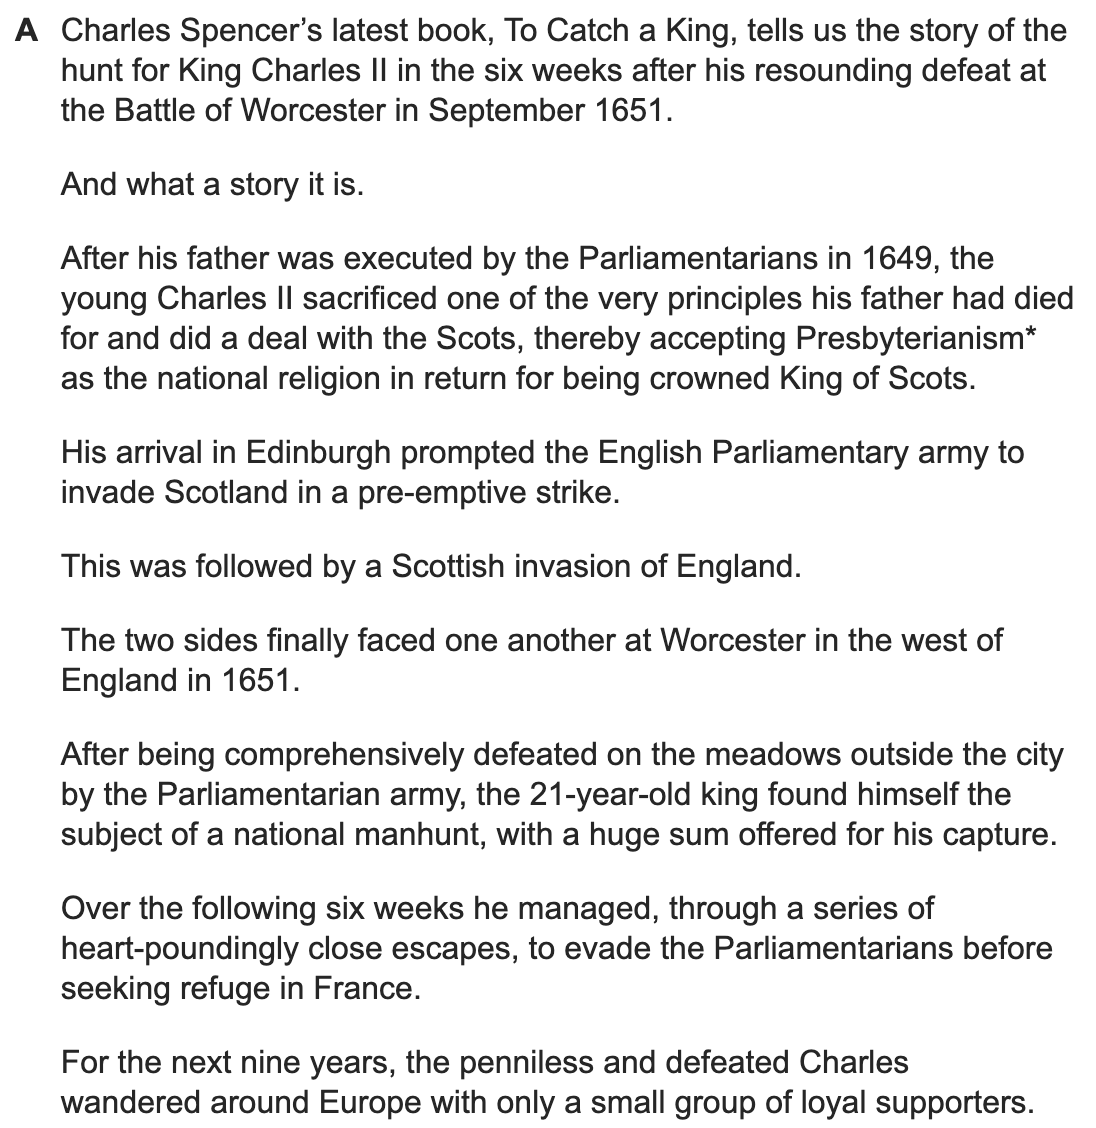 A Charles Spencer’s latest book, To Catch a King, tells us the story of the
hunt for King Charles II in the six weeks after his resounding defeat at
the Battle of Worcester in September 1651.
And what a story it is.
After his father was executed by the Parliamentarians in 1649, the
young Charles II sacrificed one of the very principles his father had died
for and did a deal with the Scots, thereby accepting Presbyterianism*
as the national religion in return for being crowned King of Scots.
His arrival in Edinburgh prompted the English Parliamentary army to
invade Scotland in a pre-emptive strike.
This was followed by a Scottish invasion of England.
The two sides finally faced one another at Worcester in the west of
England in 1651.
After being comprehensively defeated on the meadows outside the city
by the Parliamentarian army, the 21-year-old king found himself the
subject of a national manhunt, with a huge sum offered for his capture.
Over the following six weeks he managed, through a series of
heart-poundingly close escapes, to evade the Parliamentarians before
seeking refuge in France.
For the next nine years, the penniless and defeated Charles
wandered around Europe with only a small group of loyal supporters.